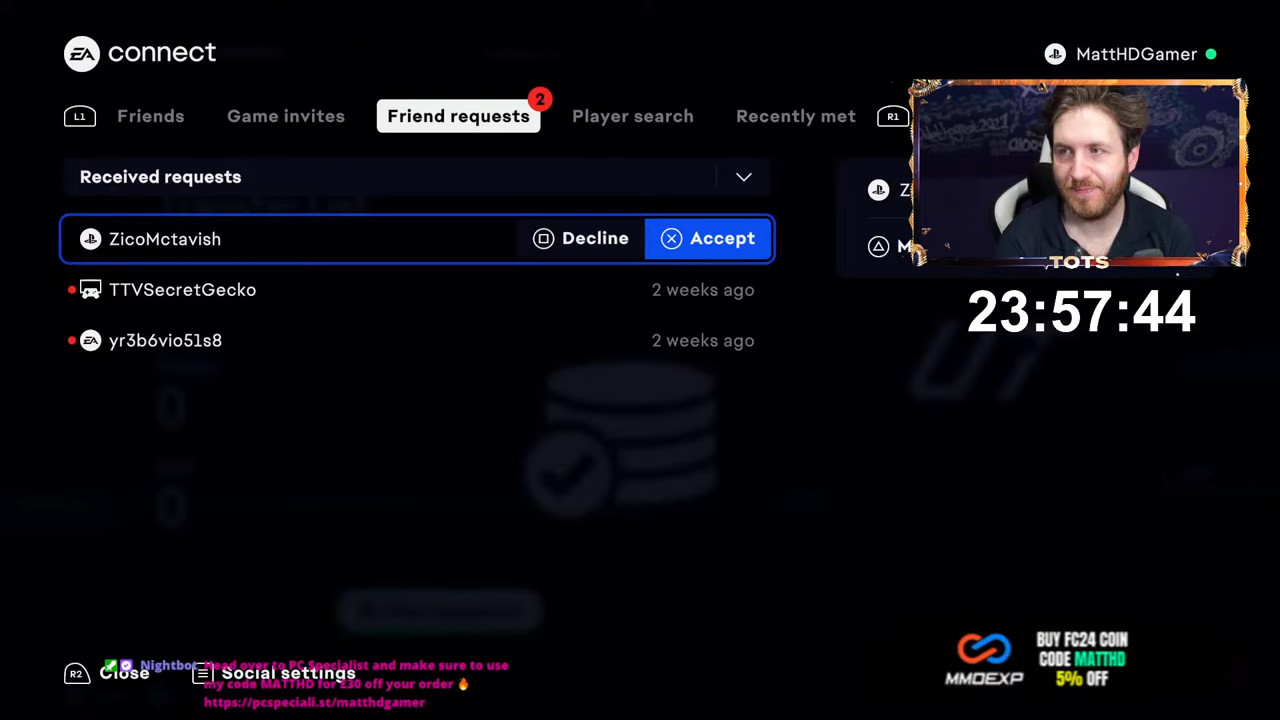 EA connect
MattHDGamer
L1 Friends Game invites Friend requests 2 Player search Recently met R1
Received requests
ZicoMctavish Decline Accept
TTVSecretGecko 2 weeks ago
yr3b6vio51s8 2 weeks ago
TOTS
23:57:44
BUY FC24 COIN
CODE MATTHD
5% OFF
MMOEXP
R2 Close Social settings
Nightbot Head over to PC Specialist and make sure to use
my code MATTHD for £30 off your order 🔥
https://pcspeciali.st/matthdgamer